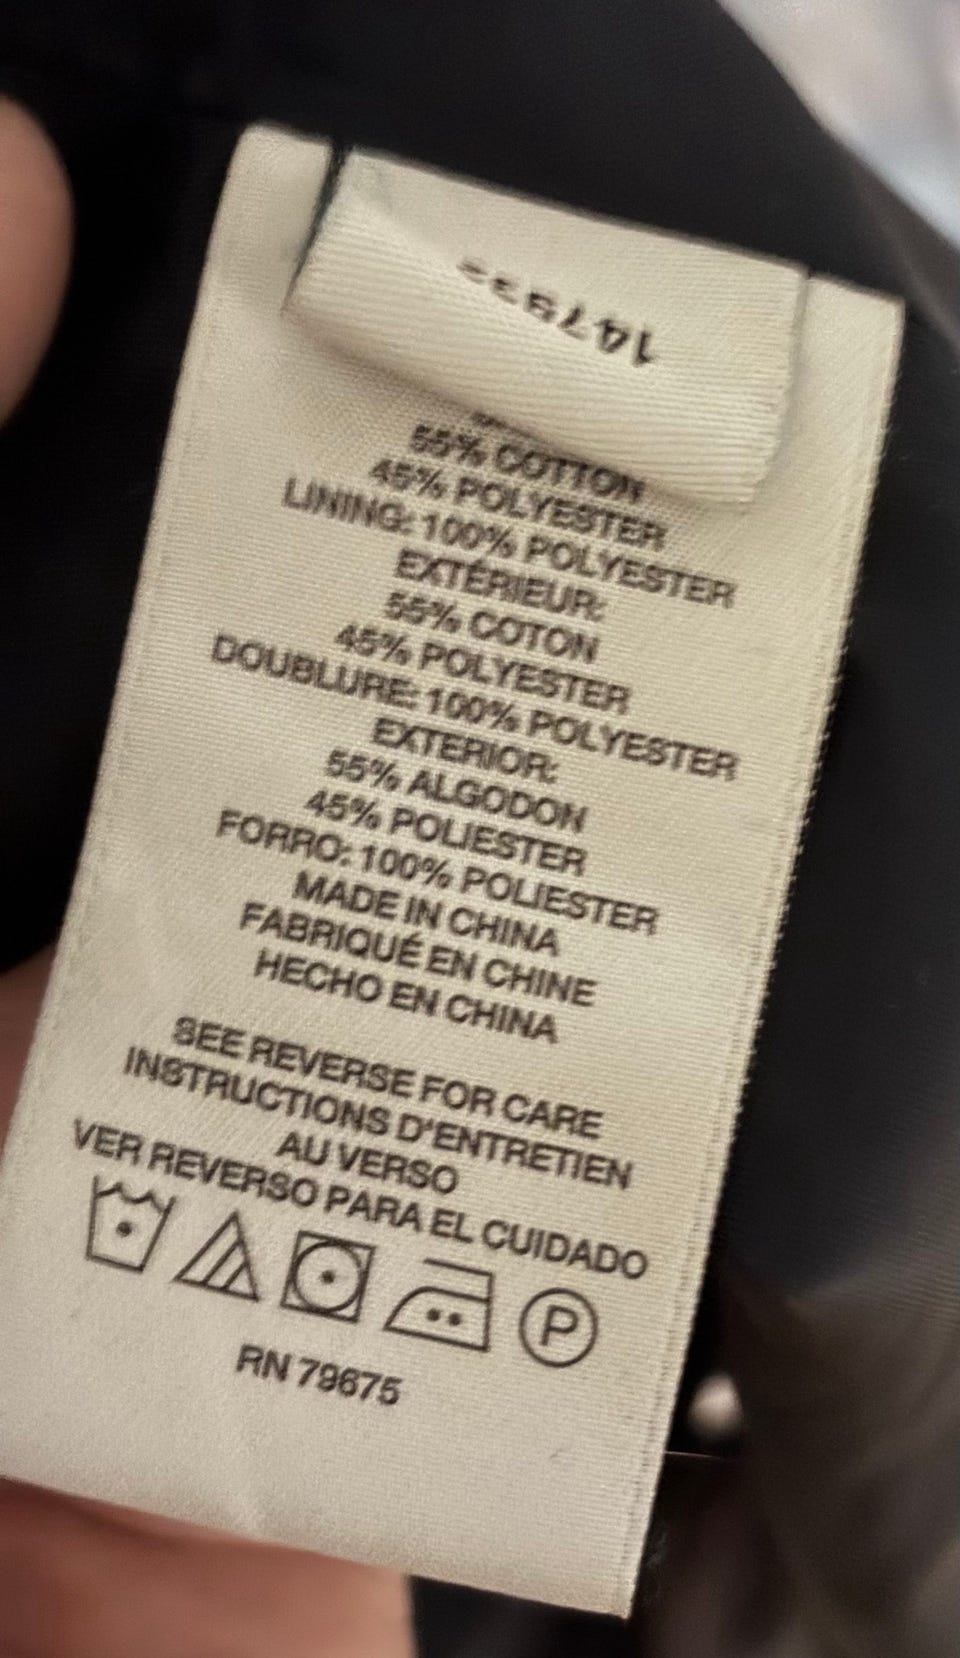 55% COTTON
45% POLYESTER
LINING: 100% POLYESTER
EXTÉRIEUR:
55% COTON
45% POLYESTER
DOUBLURE: 100% POLYESTER
EXTERIOR:
55% ALGODON
45% POLIESTER
FORRO: 100% POLIESTER
MADE IN CHINA
FABRIQUÉ EN CHINE
HECHO EN CHINA
SEE REVERSE FOR CARE
INSTRUCTIONS D'ENTRETIEN
AU VERSO
VER REVERSO PARA EL CUIDADO
P
RN 79675